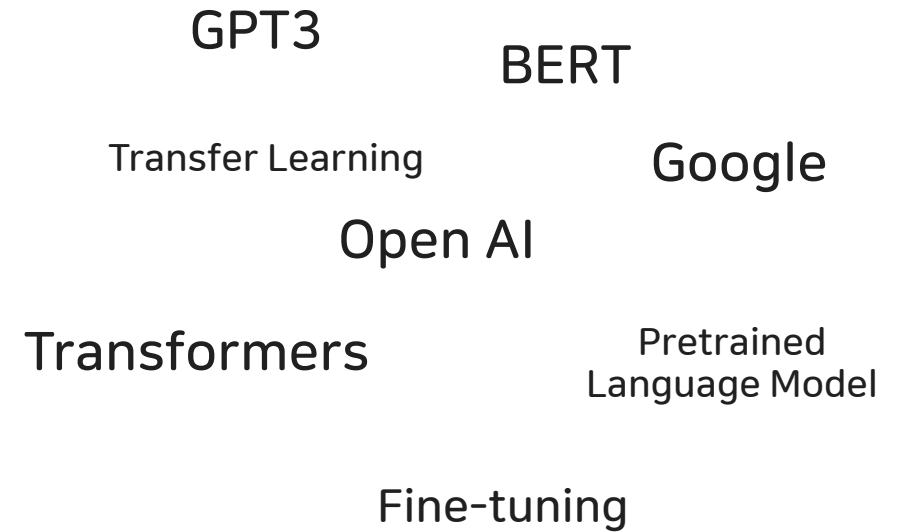 GPT3
BERT
Transfer Learning
Google
Open AI
Transformers
Pretrained
Language Model
Fine-tuning